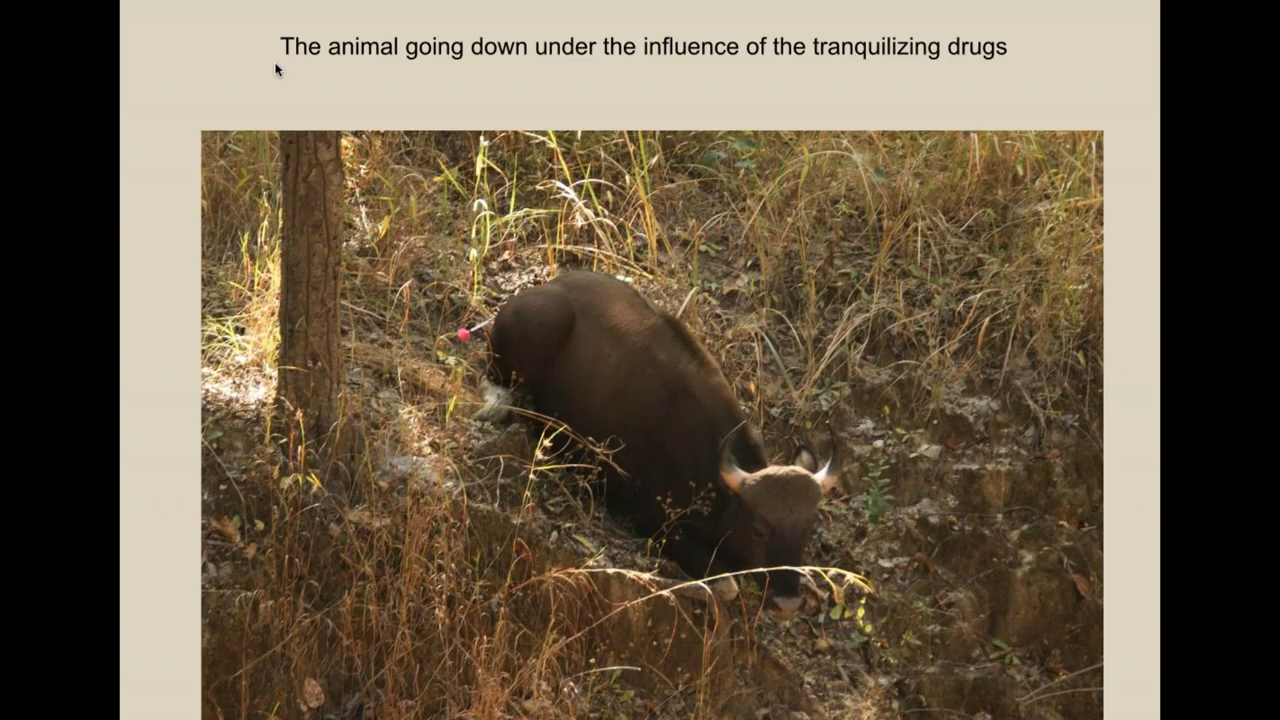 The animal going down under the influence of the tranquilizing drugs